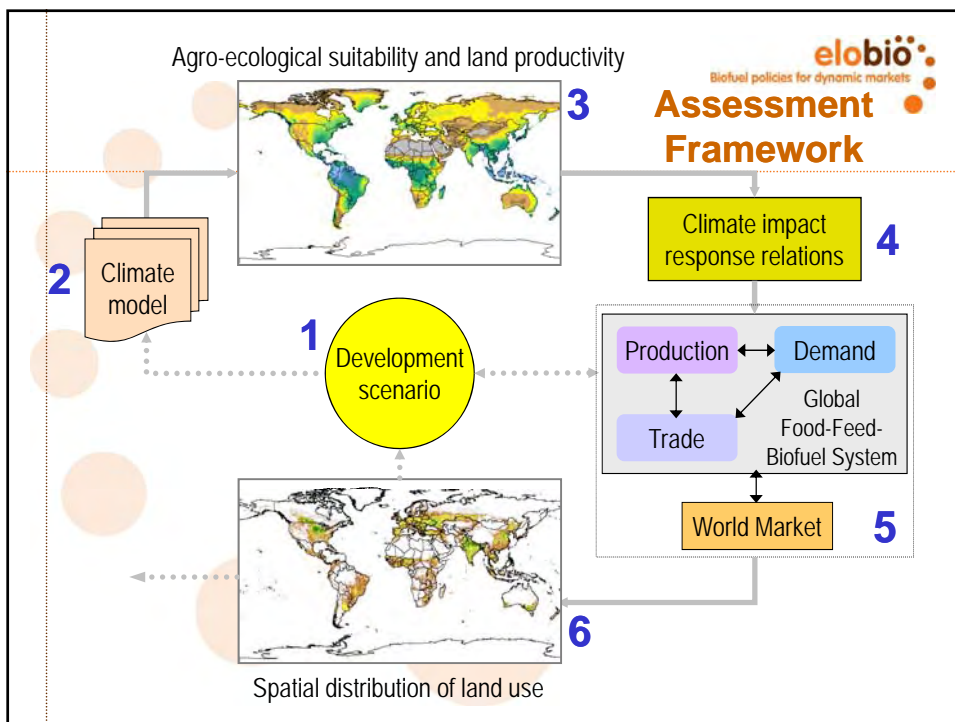 Agro-ecological suitability and land productivity
elobio
Biofuel policies for dynamic markets
Assessment
Framework
3
Climate impact
response relations
4
2
Climate
model
1
Development
scenario
Production
Demand
Trade
Global
Food-Feed-
Biofuel System
World Market
5
6
Spatial distribution of land use